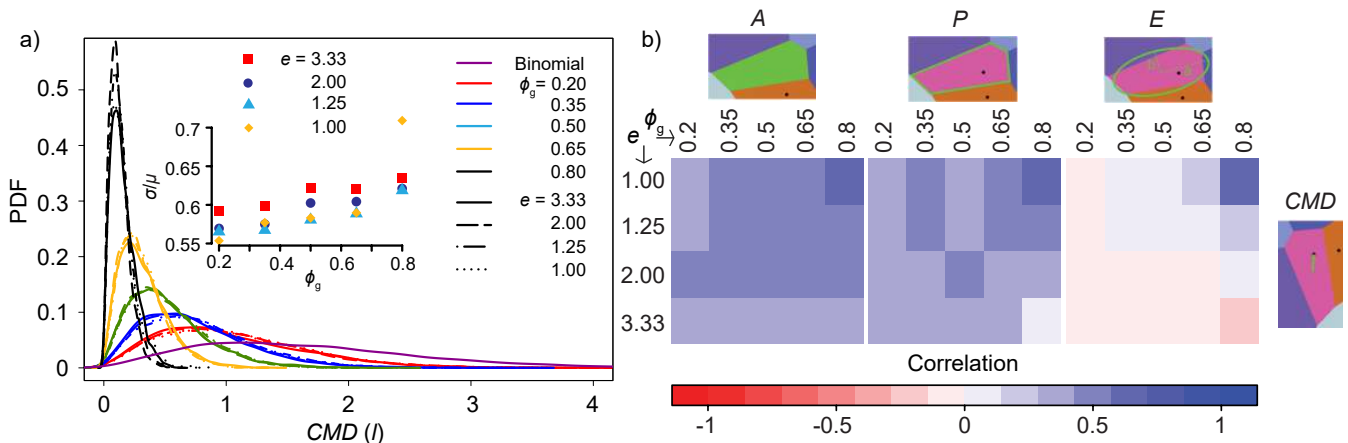 a)
PDF
0.5
0.4
0.3
0.2
0.1
0
0
1
2
3
4
CMD (l)
e = 3.33
2.00
1.25
1.00
σ/μ
0.7
0.6
0.55
0.2
0.4
0.6
0.8
ϕg
Binomial
ϕg = 0.20
0.35
0.50
0.65
0.80
e = 3.33
2.00
1.25
1.00
b)
A P E
e ϕg
0.2 0.35 0.5 0.65 0.8 0.2 0.35 0.5 0.65 0.8 0.2 0.35 0.5 0.65 0.8
1.00
1.25
2.00
3.33
CMD
Correlation
-1 -0.5 0 0.5 1